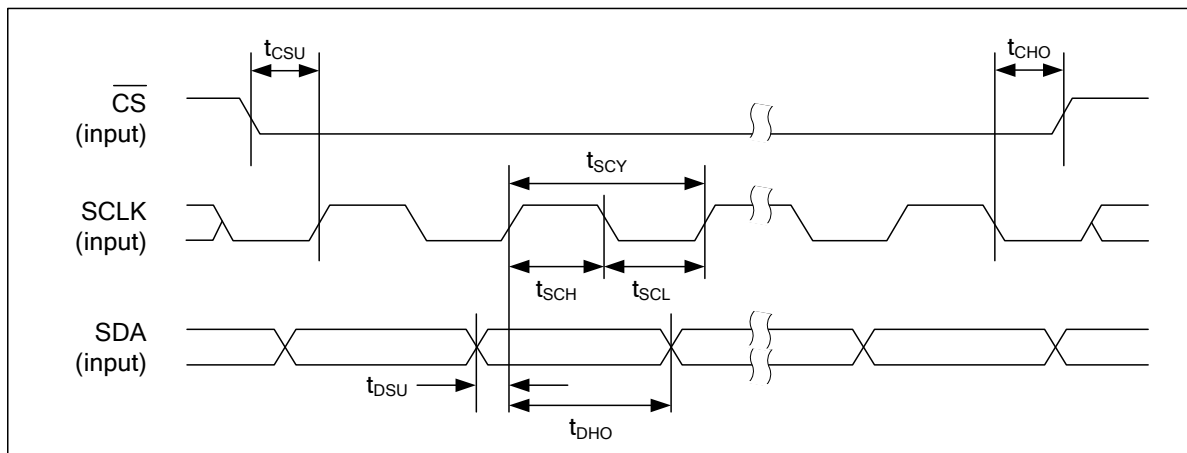 tCSU
tCHO
CS
(input)
tSCY
SCLK
(input)
tSCH
tSCL
SDA
(input)
tDSU
tDHO